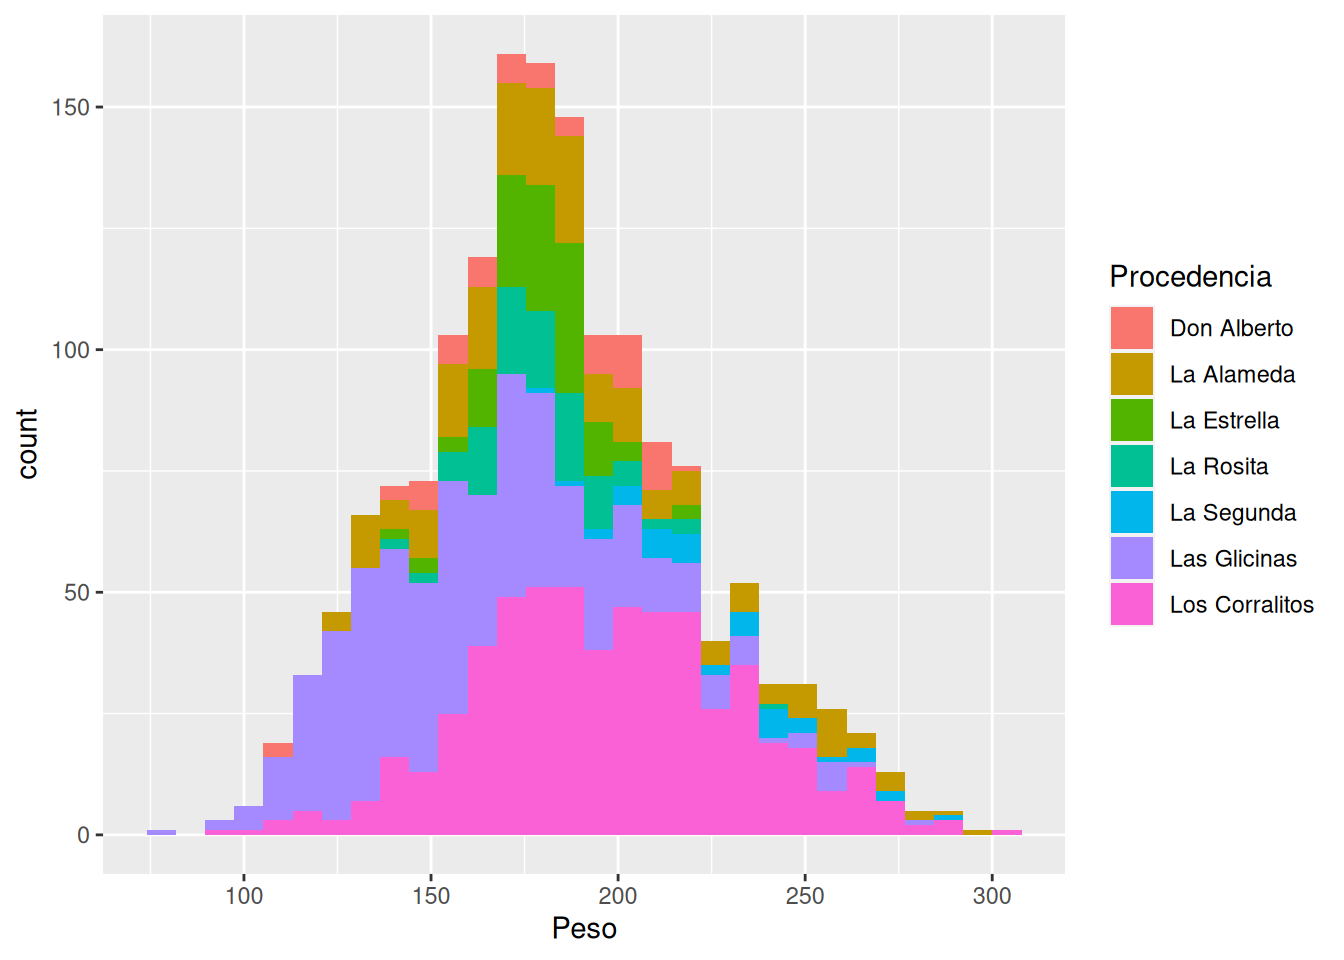 150
100
50
0
count
100 150 200 250 300
Peso
Procedencia
Don Alberto
La Alameda
La Estrella
La Rosita
La Segunda
Las Glicinas
Los Corralitos